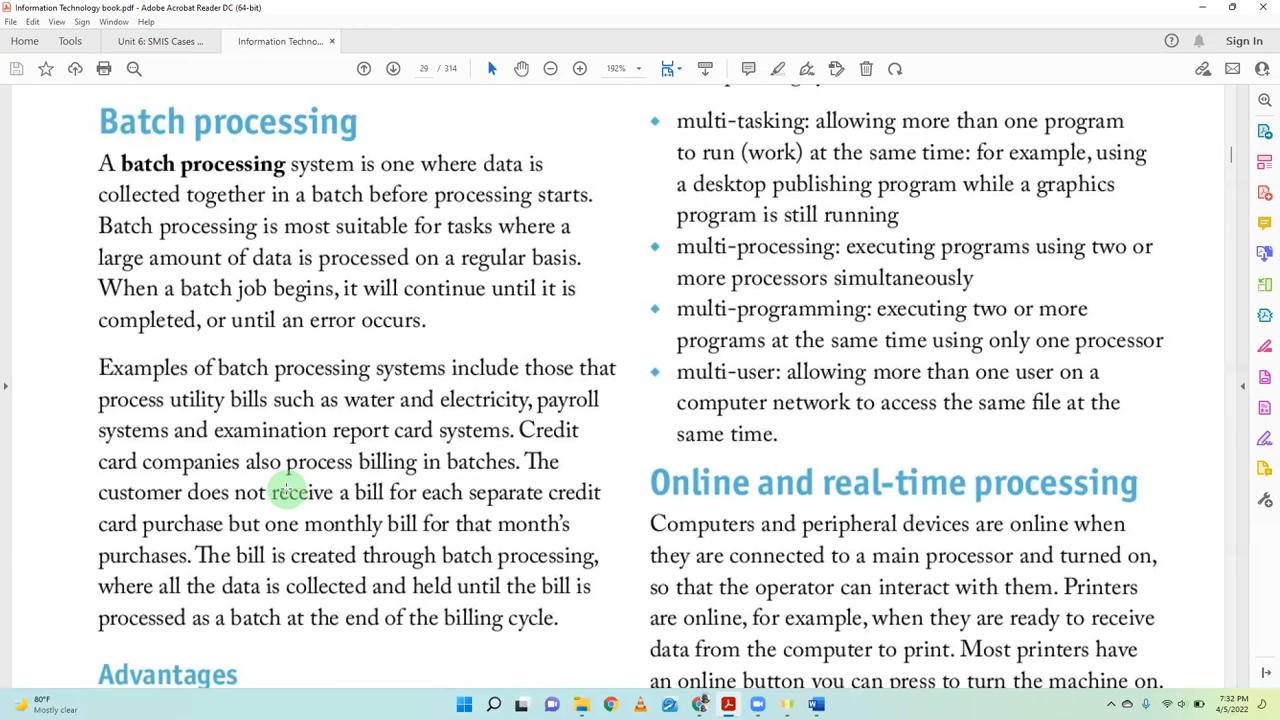 Information Technology book.pdf - Adobe Acrobat Reader DC (64-bit)
File Edit View Sign Window Help
Home Tools Unit 6: SMIS Cases ... Information Techno... ×
Sign In
29 / 314 192%
Batch processing
A batch processing system is one where data is
collected together in a batch before processing starts.
Batch processing is most suitable for tasks where a
large amount of data is processed on a regular basis.
When a batch job begins, it will continue until it is
completed, or until an error occurs.
Examples of batch processing systems include those that
process utility bills such as water and electricity, payroll
systems and examination report card systems. Credit
card companies also process billing in batches. The
customer does not receive a bill for each separate credit
card purchase but one monthly bill for that month's
purchases. The bill is created through batch processing,
where all the data is collected and held until the bill is
processed as a batch at the end of the billing cycle.
Advantages
multi-tasking: allowing more than one program
to run (work) at the same time: for example, using
a desktop publishing program while a graphics
program is still running
multi-processing: executing programs using two or
more processors simultaneously
multi-programming: executing two or more
programs at the same time using only one processor
multi-user: allowing more than one user on a
computer network to access the same file at the
same time.
Online and real-time processing
Computers and peripheral devices are online when
they are connected to a main processor and turned on,
so that the operator can interact with them. Printers
are online, for example, when they are ready to receive
data from the computer to print. Most printers have
an online button you can press to turn the machine on.
80°F
Mostly clear
7:32 PM
4/5/2022